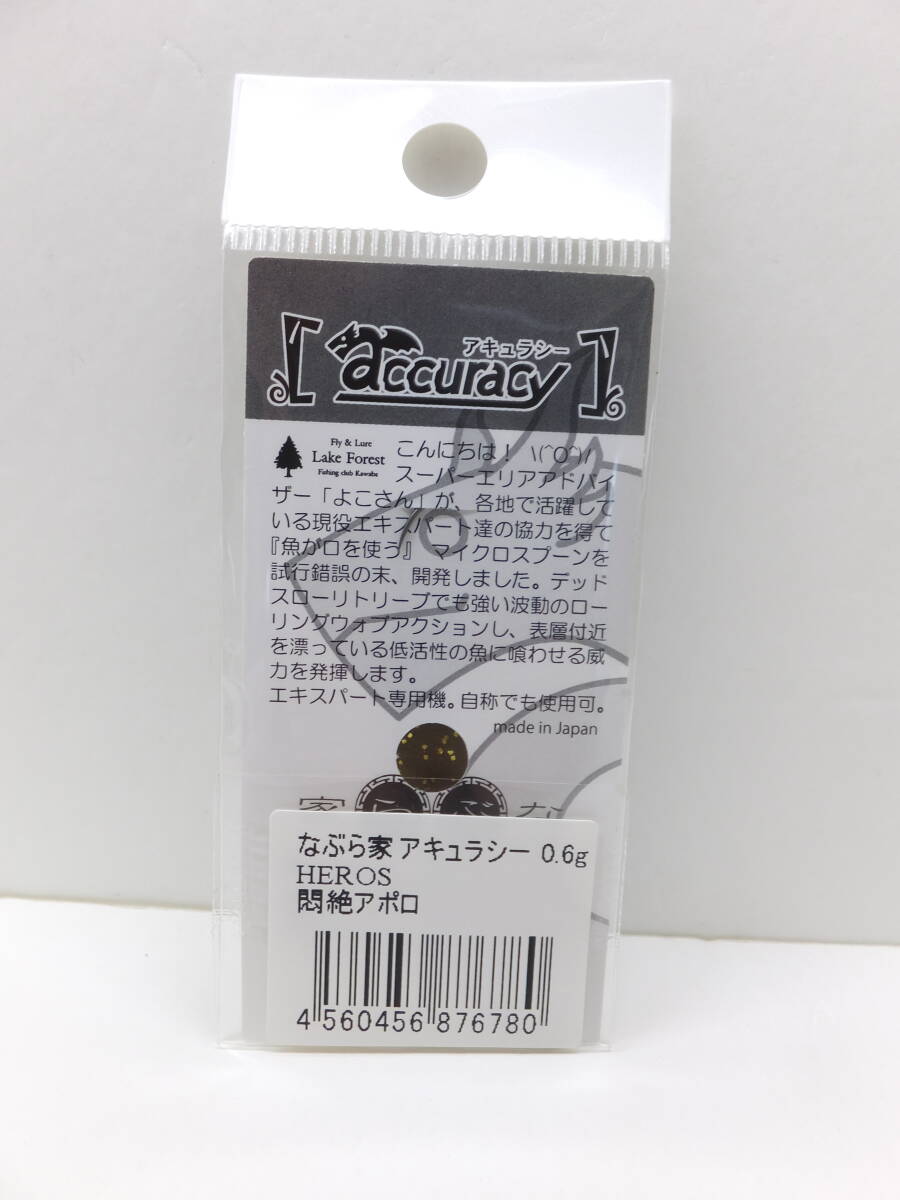 アキュラシー
accuracy
Fly & Lure
Lake Forest
Fishing club Kawaba
こんにちは！ \(^O^)/
スーパーエリアアドバイ
ザー「よこさん」が、各地で活躍して
いる現役エキスパート達の協力を得て
『魚が口を使う』 マイクロスプーンを
試行錯誤の末、開発しました。デッド
スローリトリーブでも強い波動のロー
リングウォブアクションし、表層付近
を漂っている低活性の魚に喰わせる威
力を発揮します。
エキスパート専用機。自称でも使用可。
made in Japan
なぶら家 アキュラシー 0.6g
HEROS
悶絶アポロ
4 560456 876780